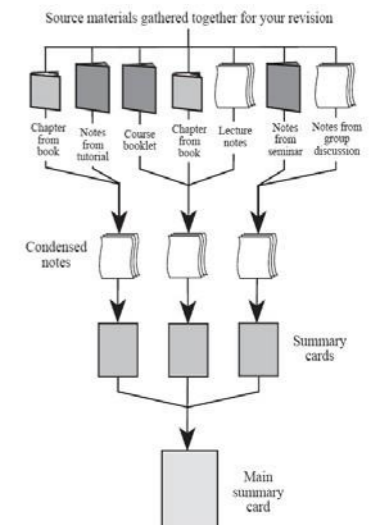 Source materials gathered together for your revision
Chapter
from
book
Notes
from
tutorial
Course
booklet
Chapter
from
book
Lecture
notes
Notes
from
seminar
Notes from
group
discussion
Condensed
notes
Summary
cards
Main
summary
card